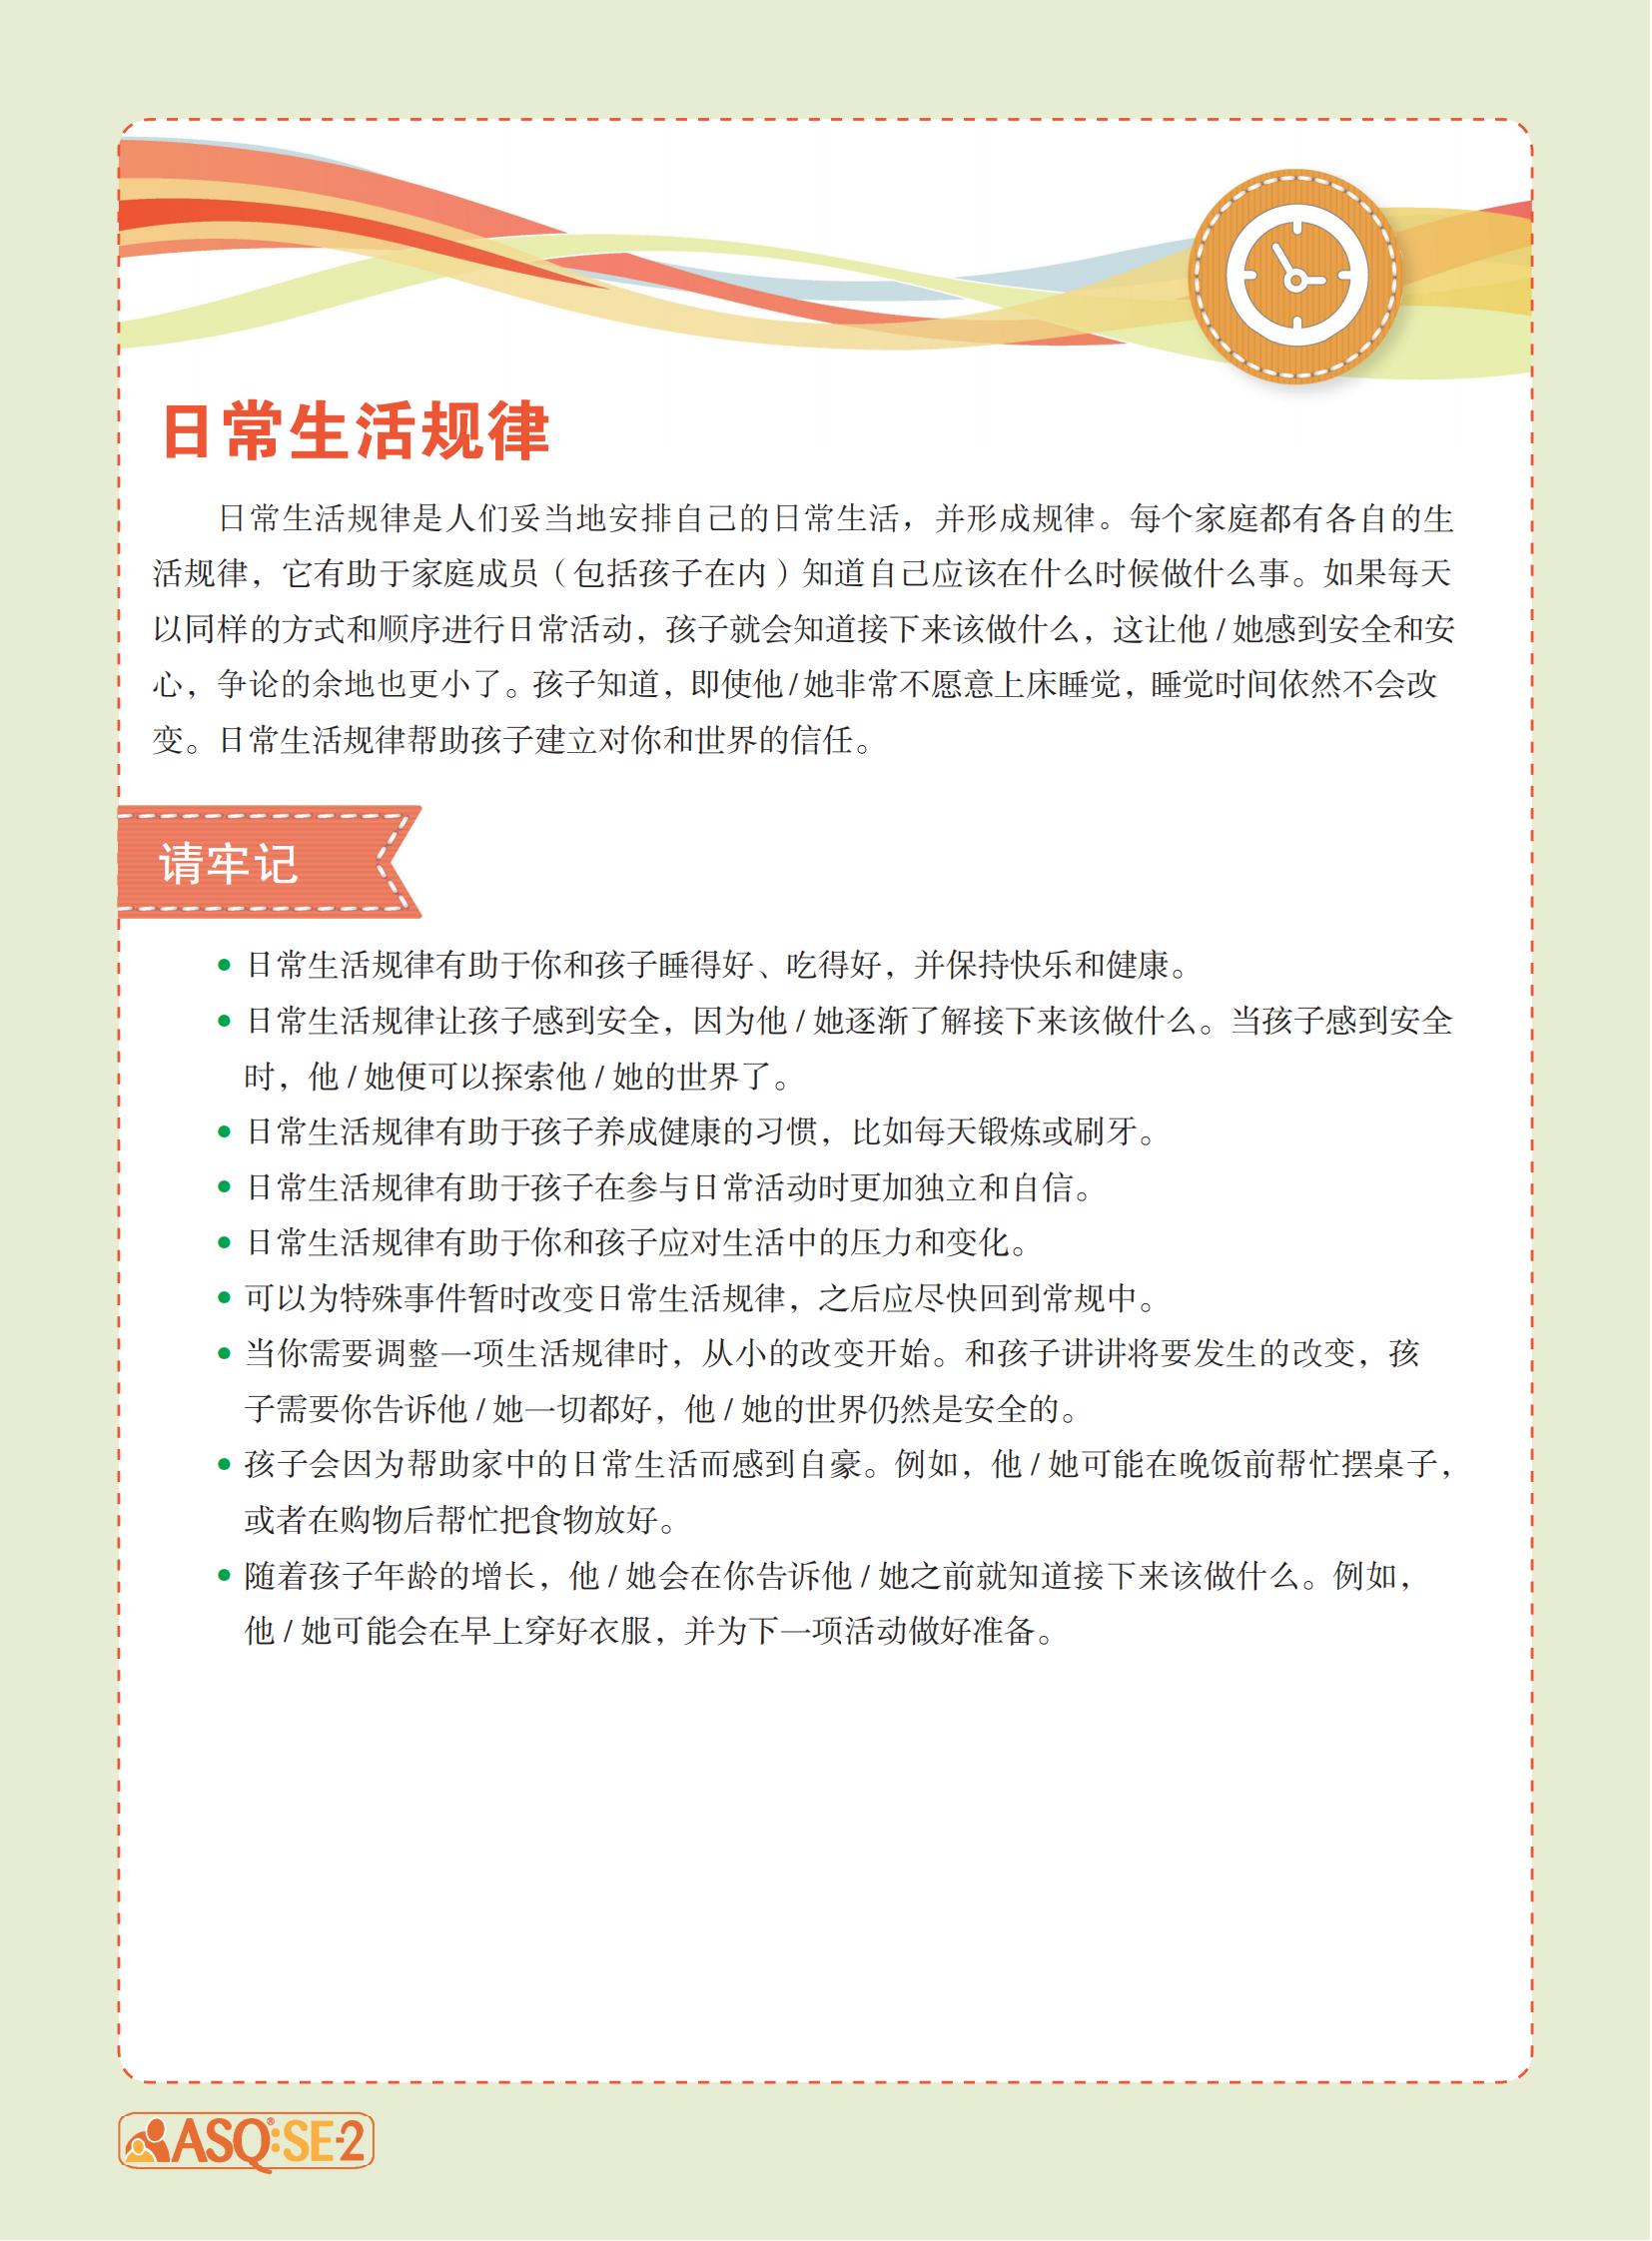 日常生活规律
日常生活规律是人们妥当地安排自己的日常生活，并形成规律。每个家庭都有各自的生
活规律，它有助于家庭成员（包括孩子在内）知道自己应该在什么时候做什么事。如果每天
以同样的方式和顺序进行日常活动，孩子就会知道接下来该做什么，这让他 / 她感到安全和安
心，争论的余地也更小了。孩子知道，即使他 / 她非常不愿意上床睡觉，睡觉时间依然不会改
变。日常生活规律帮助孩子建立对你和世界的信任。
请牢记
• 日常生活规律有助于你和孩子睡得好、吃得好，并保持快乐和健康。
• 日常生活规律让孩子感到安全，因为他 / 她逐渐了解接下来该做什么。当孩子感到安全
时，他 / 她便可以探索他 / 她的世界了。
• 日常生活规律有助于孩子养成健康的习惯，比如每天锻炼或刷牙。
• 日常生活规律有助于孩子在参与日常活动时更加独立和自信。
• 日常生活规律有助于你和孩子应对生活中的压力和变化。
• 可以为特殊事件暂时改变日常生活规律，之后应尽快回到常规中。
• 当你需要调整一项生活规律时，从小的改变开始。和孩子讲讲将要发生的改变，孩
子需要你告诉他 / 她一切都好，他 / 她的世界仍然是安全的。
• 孩子会因为帮助家中的日常生活而感到自豪。例如，他 / 她可能在晚饭前帮忙摆桌子，
或者在购物后帮忙把食物放好。
• 随着孩子年龄的增长，他 / 她会在你告诉他 / 她之前就知道接下来该做什么。例如，
他 / 她可能会在早上穿好衣服，并为下一项活动做好准备。
ASQ®:SE-2